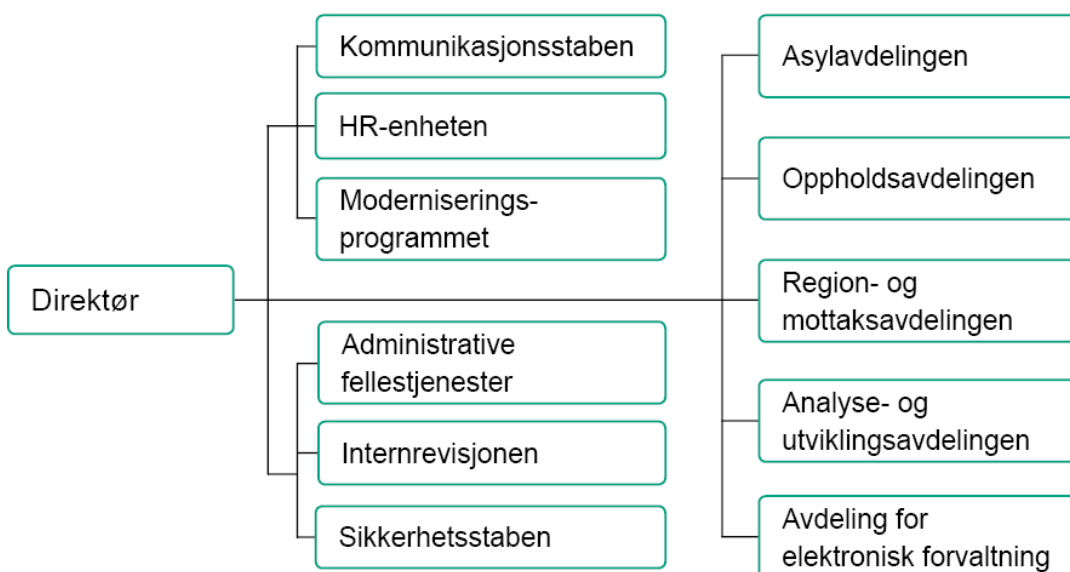 Direktør
Kommunikasjonsstaben
HR-enheten
Moderniserings-
programmet
Administrative
fellestjenester
Internrevisjonen
Sikkerhetsstaben
Asylavdelingen
Oppholdsavdelingen
Region- og
mottaksavdelingen
Analyse- og
utviklingsavdelingen
Avdeling for
elektronisk forvaltning